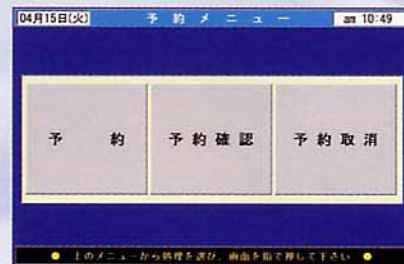 04月15日(火) 予約メニュー am 10:49
予約 予約確認 予約取消
● 上のメニューから処理を選び、画面を指で押して下さい ●